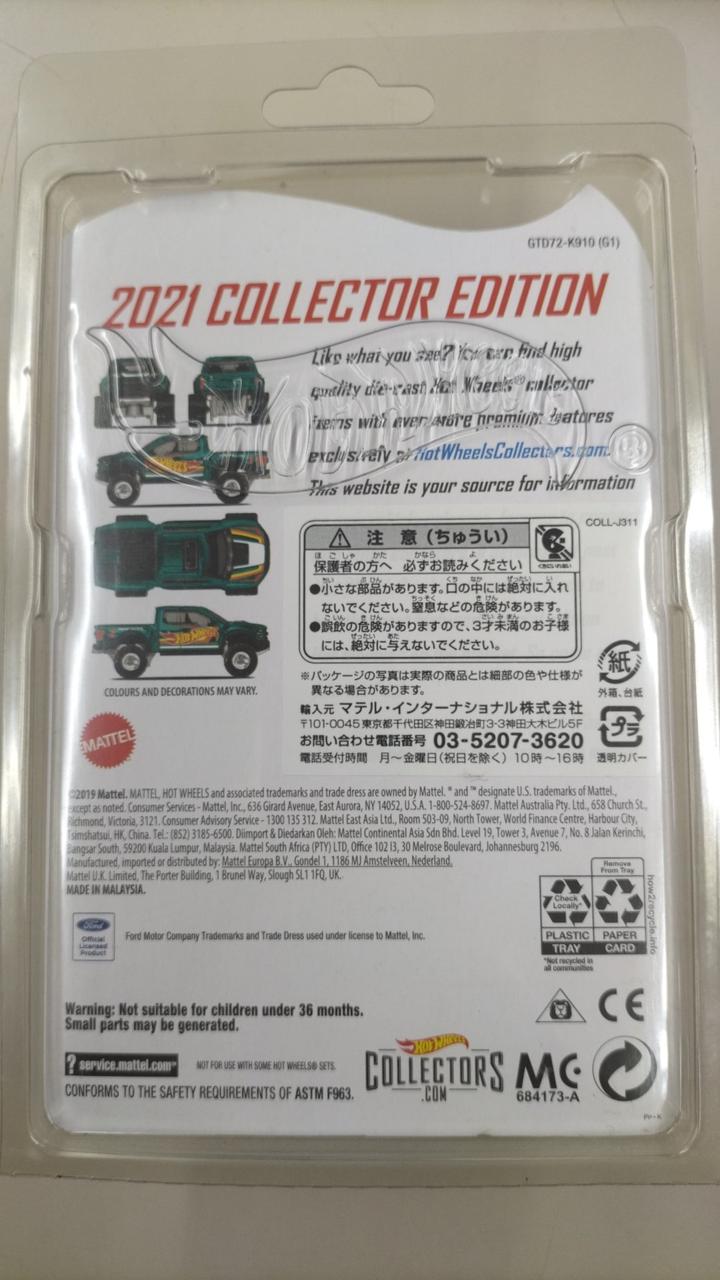 GTD72-K910 (G1)
2021 COLLECTOR EDITION
Like what you see? You can find high
quality die-cast Hot Wheels® collector
items with even more premium features
exclusively at HotWheelsCollectors.com.
This website is your source for information
COLL-J311
注 意 (ちゅうい)
保護者の方へ 必ずお読みください
●小さな部品があります。口の中には絶対に入れ
ないでください。窒息などの危険があります。
●誤飲の危険がありますので、3才未満のお子様
には、絶対に与えないでください。
※パッケージの写真は実際の商品とは細部の色や仕様が
異なる場合があります。
輸入元 マテル・インターナショナル株式会社
〒101-0045 東京都千代田区神田鍛冶町3-3神田大木ビル5F
お問い合わせ電話番号 03-5207-3620
電話受付時間 月〜金曜日(祝日を除く) 10時〜16時
紙
外箱、台紙
プラ
透明カバー
COLOURS AND DECORATIONS MAY VARY.
MATTEL
©2019 Mattel. MATTEL, HOT WHEELS and associated trademarks and trade dress are owned by Mattel. ® and ™ designate U.S. trademarks of Mattel.,
except as noted. Consumer Services - Mattel, Inc., 636 Girard Avenue, East Aurora, NY 14052, U.S.A. 1-800-524-8697. Mattel Australia Pty. Ltd., 658 Church St.,
Richmond, Victoria, 3121. Consumer Advisory Service - 1300 135 312. Mattel East Asia Ltd., Room 503-09, North Tower, World Finance Centre, Harbour City,
Tsimshatsui, HK, China. Tel.: (852) 3185-6500. Diimport & Diedarkan Oleh: Mattel Continental Asia Sdn Bhd. Level 19, Tower 3, Avenue 7, No. 8 Jalan Kerinchi,
Bangsar South, 59200 Kuala Lumpur, Malaysia. Mattel South Africa (PTY) LTD, Office 102 i3, 30 Melrose Boulevard, Johannesburg 2196.
Manufactured, imported or distributed by: Mattel Europa B.V., Gondel 1, 1186 MJ Amstelveen, Nederland.
Mattel U.K. Limited, The Porter Building, 1 Brunel Way, Slough SL1 1FQ, UK.
MADE IN MALAYSIA.
Ford
Official
Licensed
Product
Ford Motor Company Trademarks and Trade Dress used under license to Mattel, Inc.
Remove
From Tray
Check
Locally*
PLASTIC PAPER
TRAY CARD
*Not recycled in
all communities
how2recycle.info
Warning: Not suitable for children under 36 months.
Small parts may be generated.
CE
? service.mattel.com™
NOT FOR USE WITH SOME HOT WHEELS® SETS.
CONFORMS TO THE SAFETY REQUIREMENTS OF ASTM F963.
HOT WHEELS
COLLECTORS
.COM
MC
684173-A
PP-K